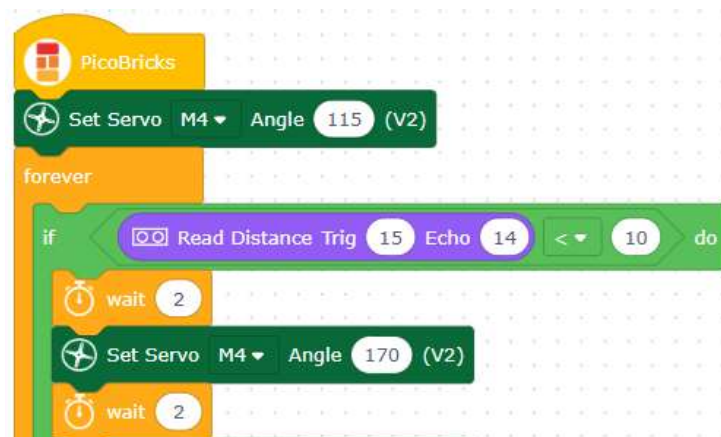 PicoBricks
Set Servo M4 Angle 115 (V2)
forever
if Read Distance Trig 15 Echo 14 < 10 do
wait 2
Set Servo M4 Angle 170 (V2)
wait 2